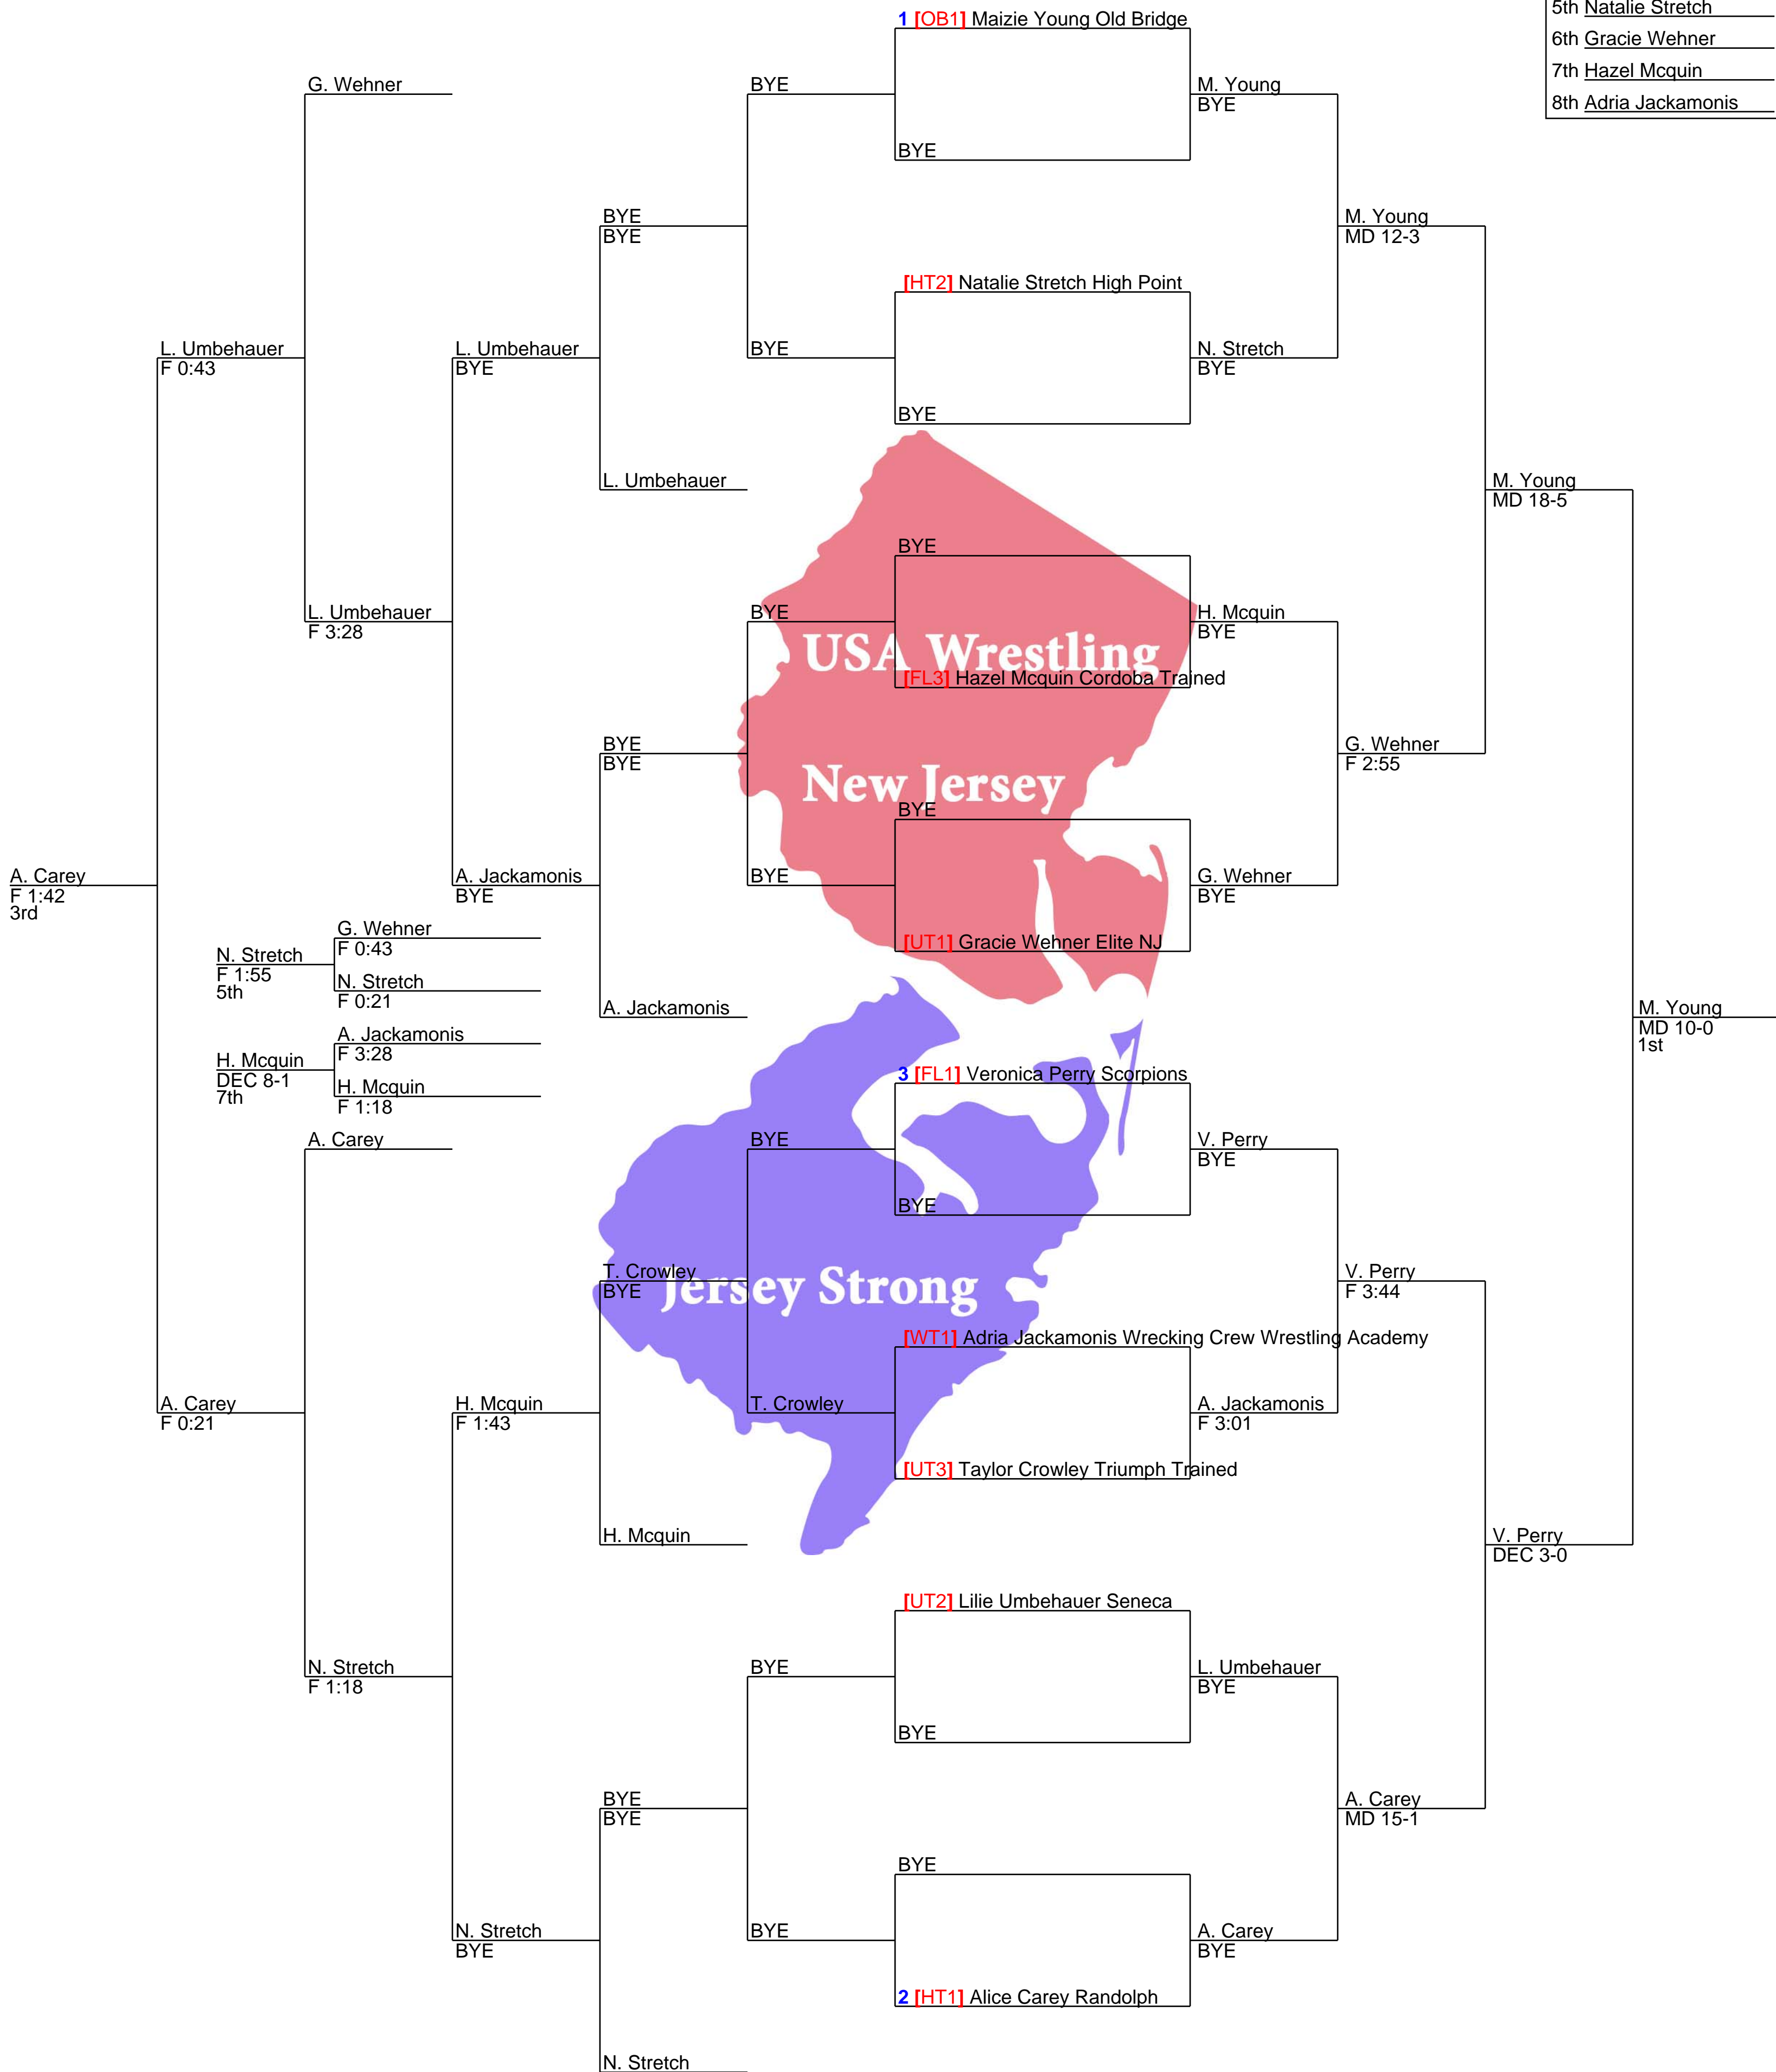 1 [OB1] Maizie Young Old Bridge
5th Natalie Stretch
6th Gracie Wehner
7th Hazel Mcquin
8th Adria Jackamonis
G. Wehner
BYE
M. Young
BYE
BYE
BYE
BYE
M. Young
MD 12-3
[HT2] Natalie Stretch High Point
L. Umbehauer
F 0:43
L. Umbehauer
BYE
BYE
N. Stretch
BYE
BYE
L. Umbehauer
M. Young
MD 18-5
BYE
L. Umbehauer
F 3:28
BYE
H. Mcquin
BYE
USA Wrestling
[FL3] Hazel Mcquin Cordoba Trained
BYE
BYE
G. Wehner
F 2:55
New Jersey
BYE
A. Carey
F 1:42
3rd
A. Jackamonis
BYE
BYE
G. Wehner
BYE
G. Wehner
F 0:43
N. Stretch
F 1:55
5th
N. Stretch
F 0:21
[UT1] Gracie Wehner Elite NJ
A. Jackamonis
M. Young
MD 10-0
1st
A. Jackamonis
F 3:28
H. Mcquin
DEC 8-1
7th
H. Mcquin
F 1:18
3 [FL1] Veronica Perry Scorpions
A. Carey
BYE
V. Perry
BYE
BYE
T. Crowley
BYE
V. Perry
F 3:44
Jersey Strong
[WT1] Adria Jackamonis Wrecking Crew Wrestling Academy
A. Carey
F 0:21
H. Mcquin
F 1:43
T. Crowley
A. Jackamonis
F 3:01
[UT3] Taylor Crowley Triumph Trained
H. Mcquin
V. Perry
DEC 3-0
[UT2] Lilie Umbehauer Seneca
N. Stretch
F 1:18
BYE
L. Umbehauer
BYE
BYE
BYE
BYE
A. Carey
MD 15-1
BYE
N. Stretch
BYE
BYE
A. Carey
BYE
2 [HT1] Alice Carey Randolph
N. Stretch